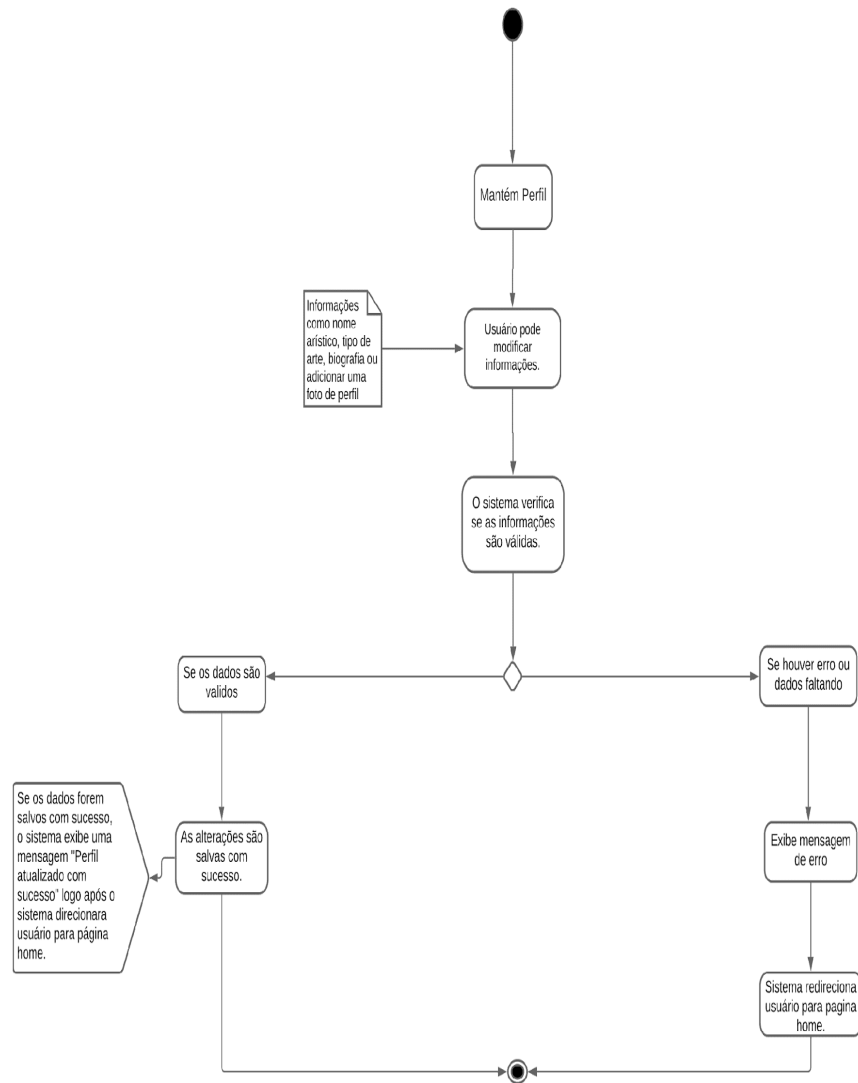 Mantém Perfil
Informações
como nome
arístico, tipo de
arte, biografia ou
adicionar uma
foto de perfil
Usuário pode
modificar
informações.
O sistema verifica
se as informações
são válidas.
Se os dados são
validos
Se houver erro ou
dados faltando
Se os dados forem
salvos com sucesso,
o sistema exibe uma
mensagem "Perfil
atualizado com
sucesso" logo após o
sistema direcionara
usuário para página
home.
As alterações são
salvas com
sucesso.
Exibe mensagem
de erro
Sistema redireciona
usuário para pagina
home.